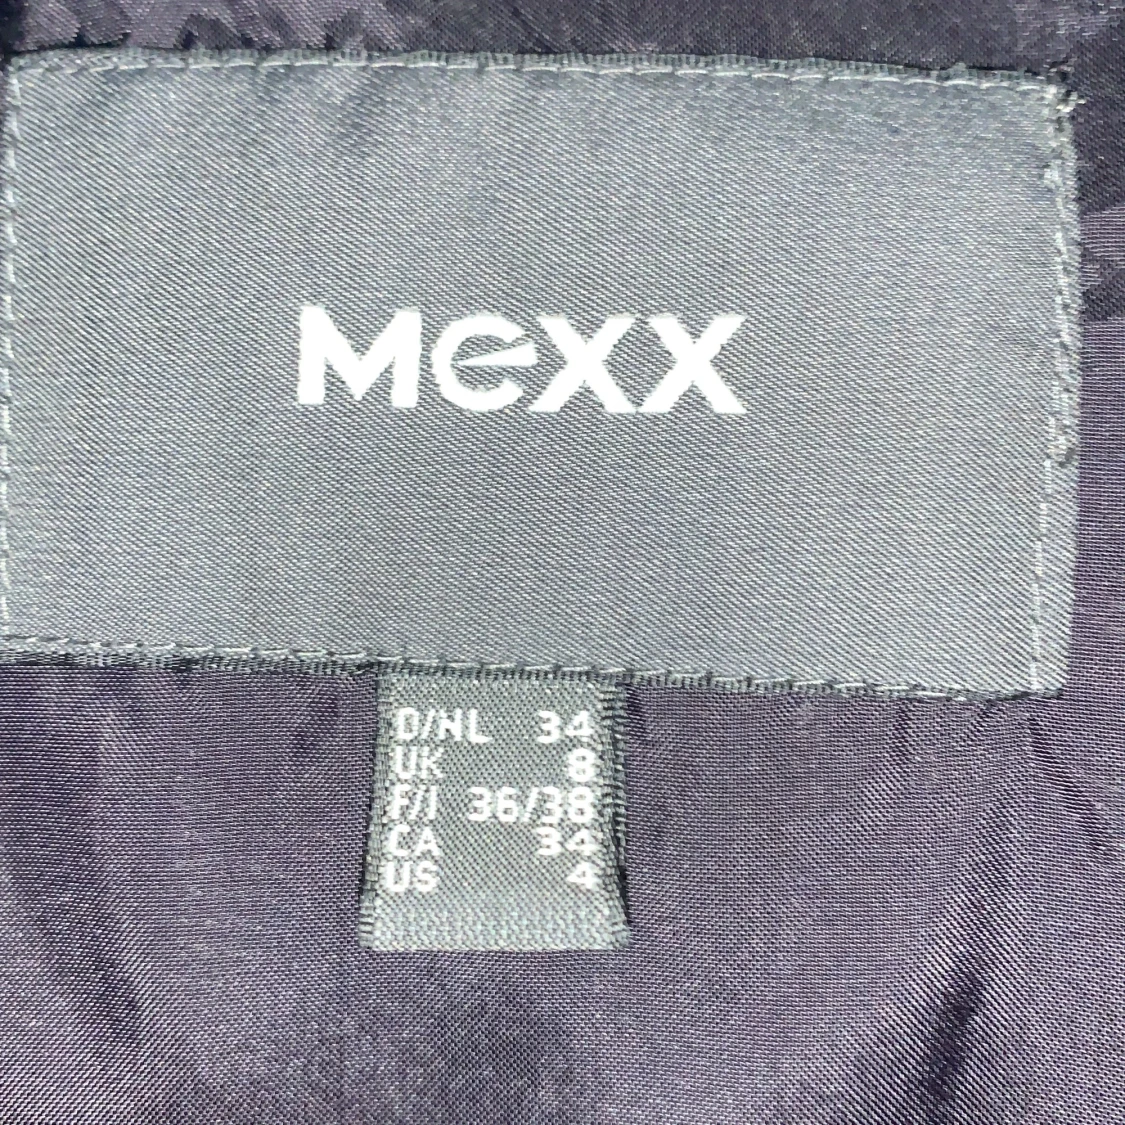 MeXX
D/NL 34
UK 8
F/I 36/38
CA 34
US 4